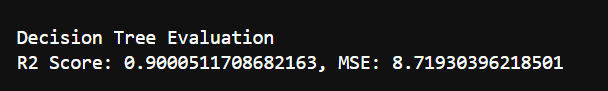 Decision Tree Evaluation
R2 Score: 0.9000511708682163, MSE: 8.71930396218501